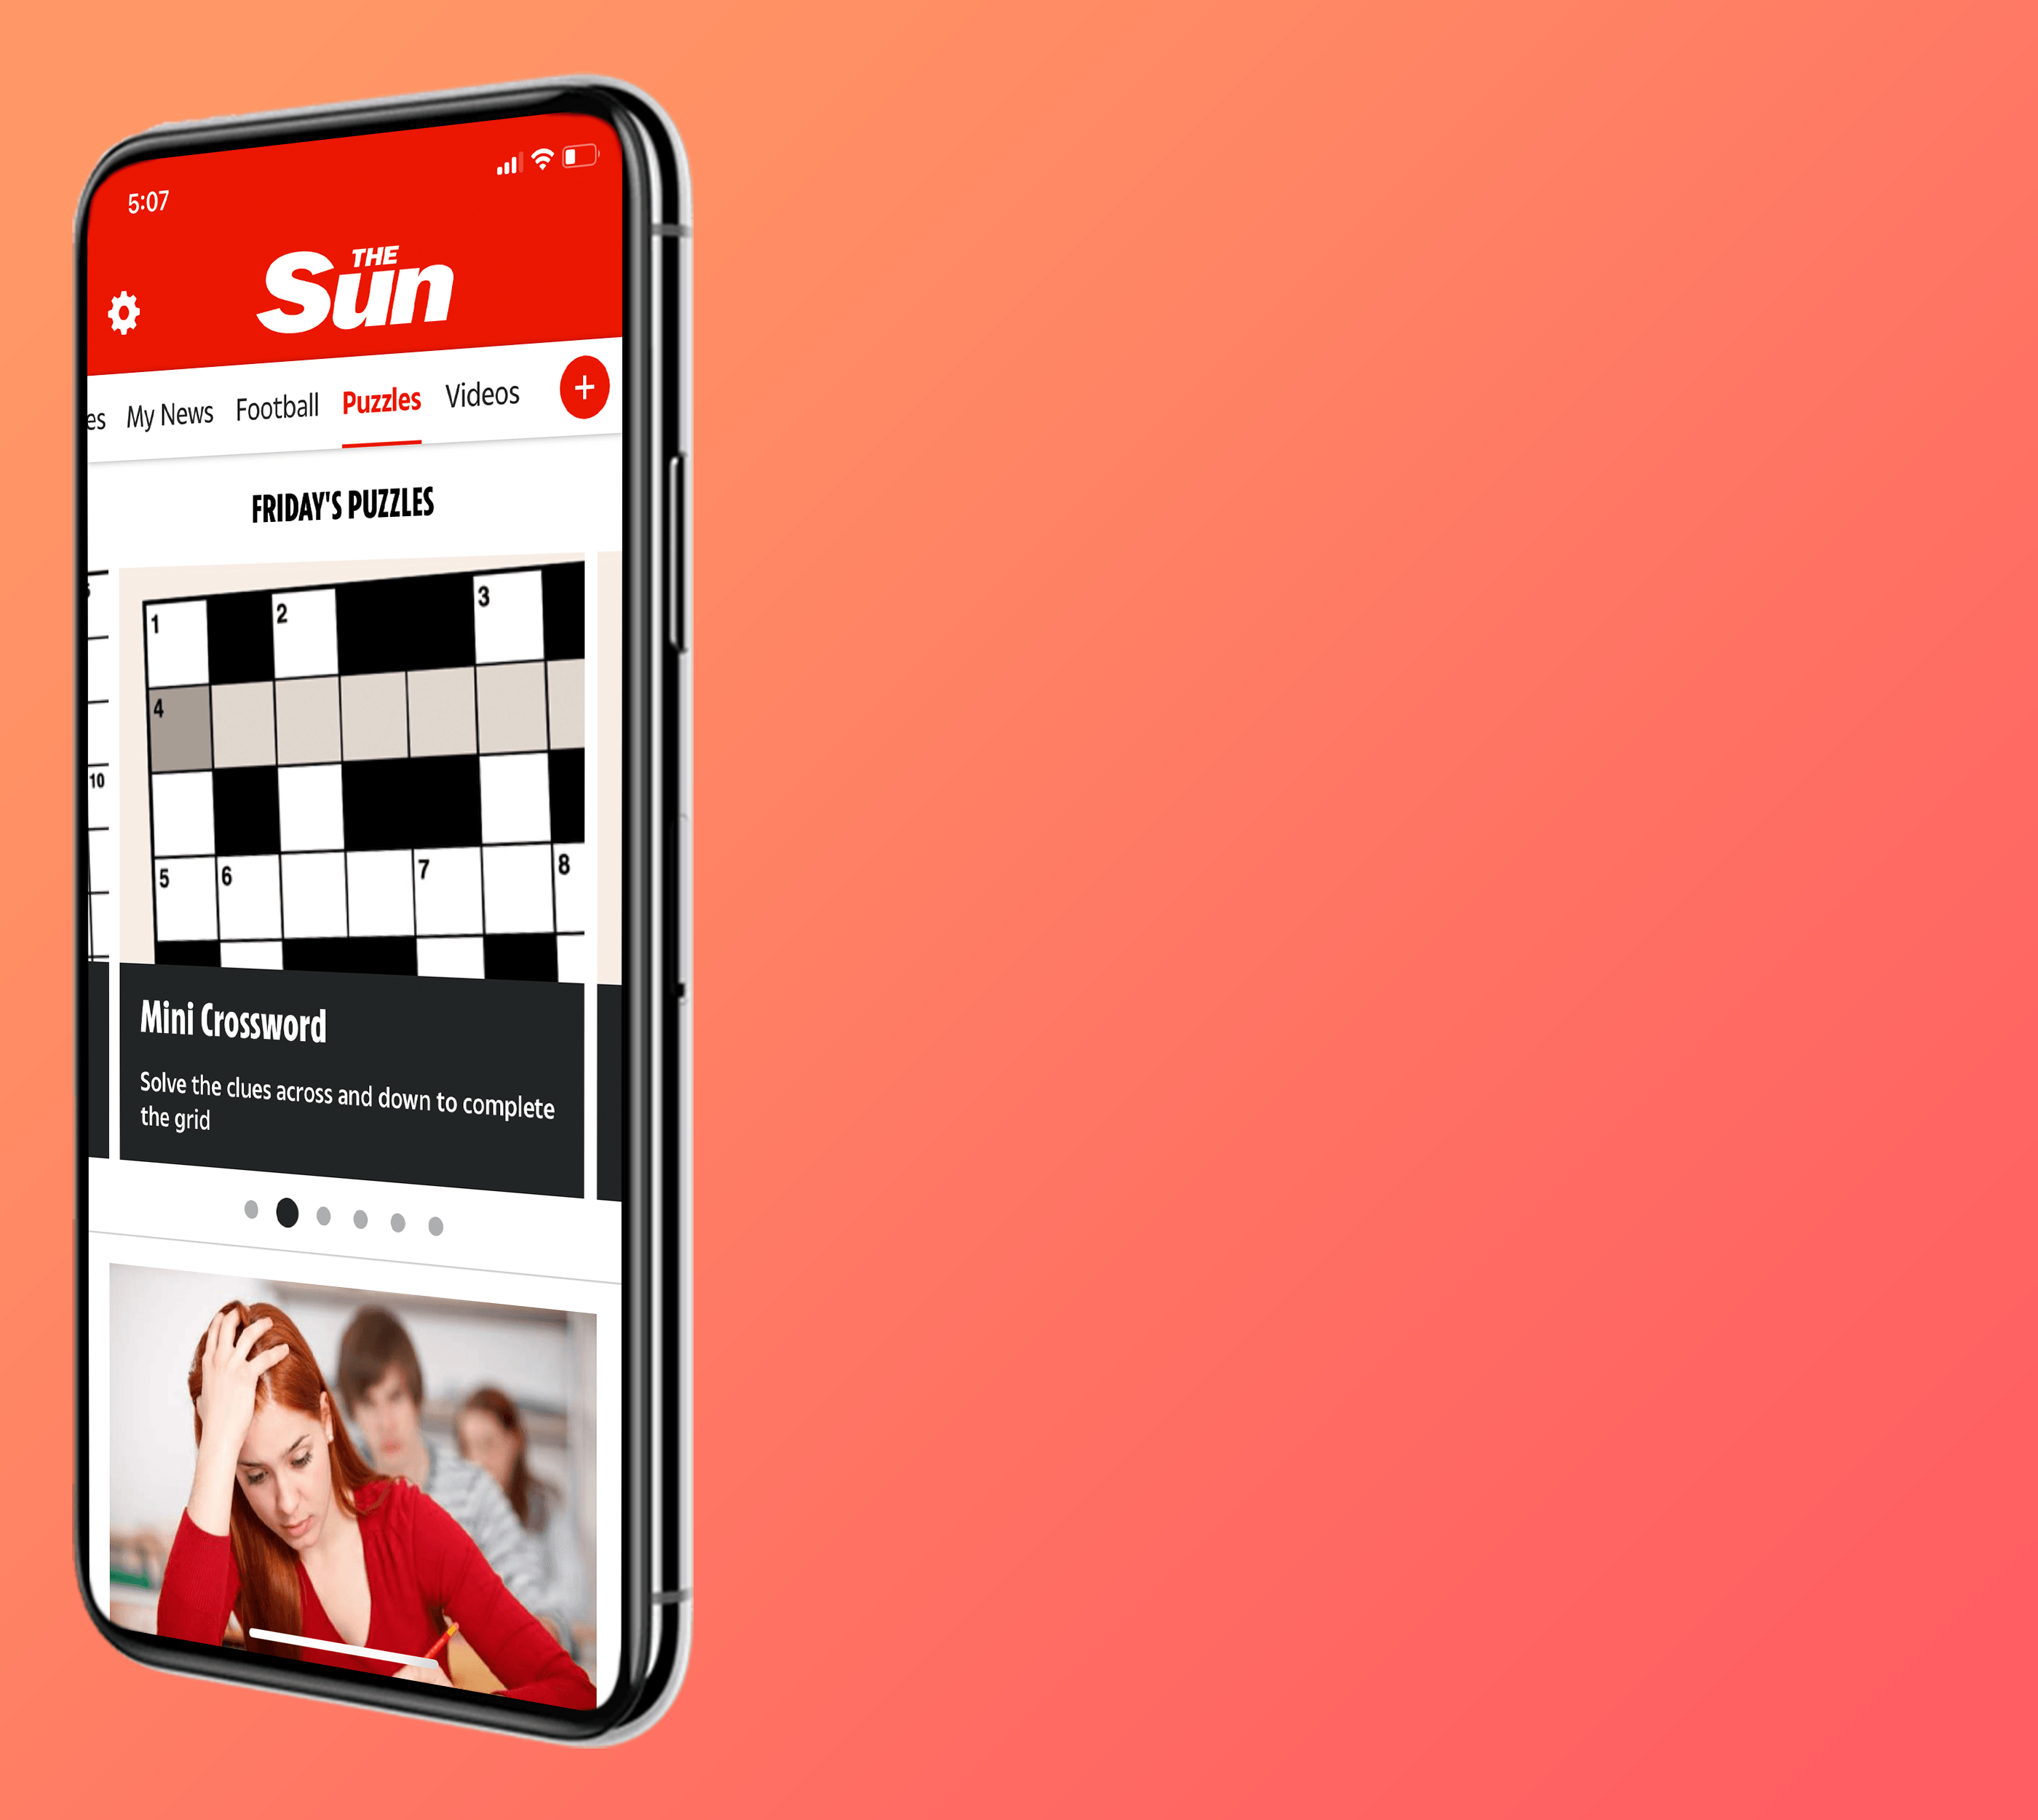 5:07
THE
Sun
es My News Football Puzzles Videos +
FRIDAY'S PUZZLES
1 2 3
4
10
5 6 7 8
Mini Crossword
Solve the clues across and down to complete
the grid